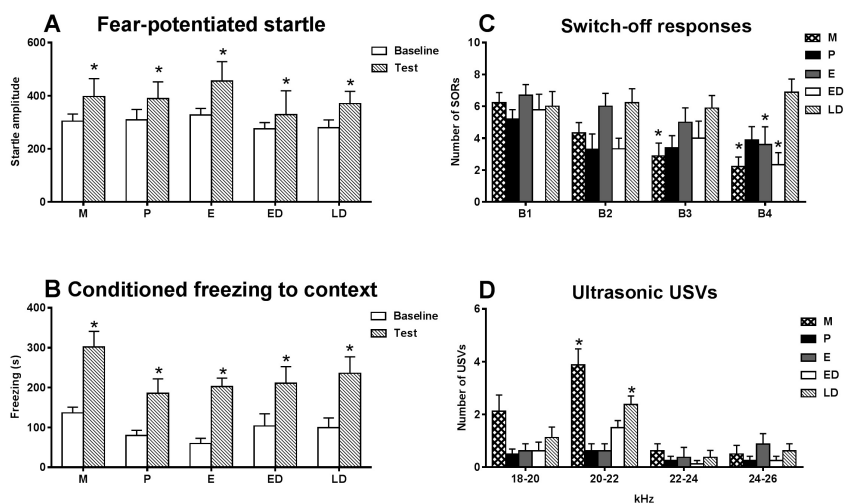 A Fear-potentiated startle
Baseline
Test
Startle amplitude
600
400
200
0
* * * * *
M P E ED LD
C Switch-off responses
M
P
E
ED
LD
Number of SORs
10
8
6
4
2
0
* * * *
B1 B2 B3 B4
B Conditioned freezing to context
Baseline
Test
Freezing (s)
400
300
200
100
0
* * * * *
M P E ED LD
D Ultrasonic USVs
M
P
E
ED
LD
Number of USVs
6
4
2
0
* *
18-20 20-22 22-24 24-26
kHz